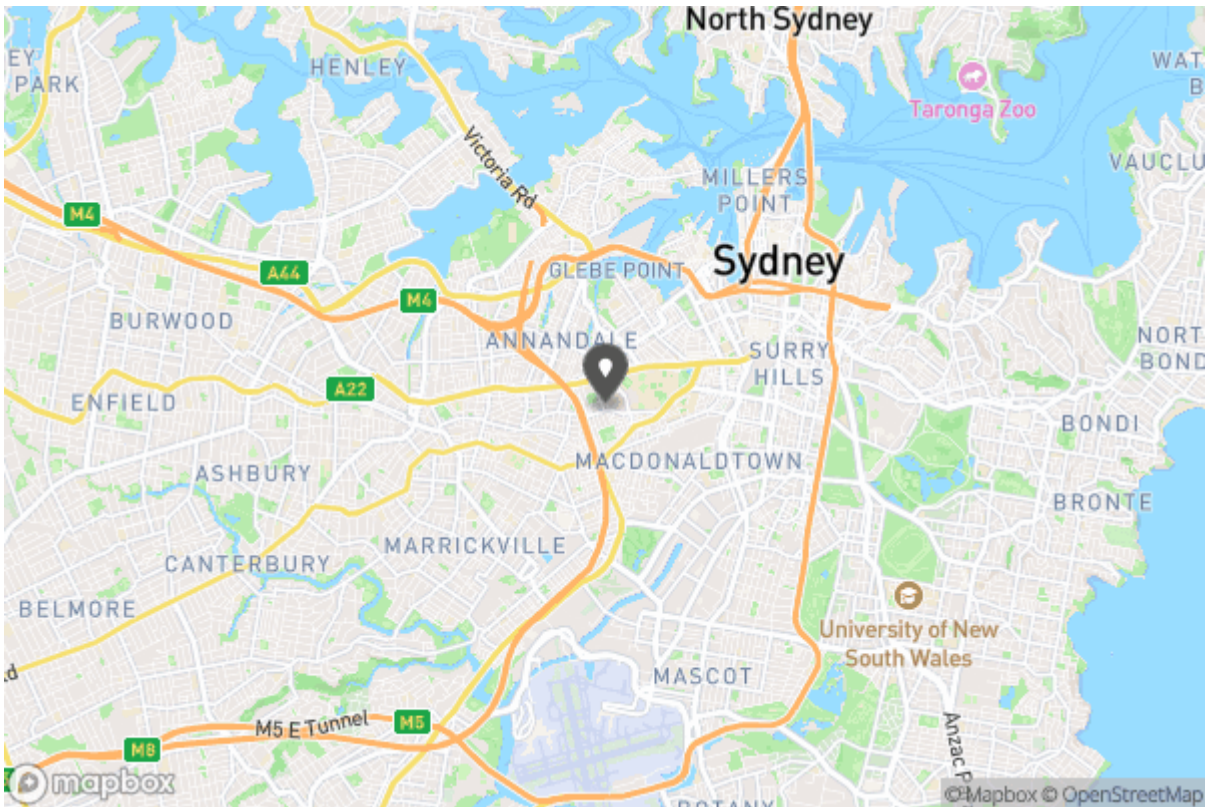 North Sydney
EY
PARK
HENLEY
WAT
B
Taronga Zoo
Victoria Rd
VAUCLU
MILLERS
POINT
M4
Sydney
A44
GLEBE POINT
M4
BURWOOD
ANNANDALE
SURRY
HILLS
NORT
BOND
A22
ENFIELD
BONDI
MACDONALDTOWN
ASHBURY
BRONTE
MARRICKVILLE
CANTERBURY
BELMORE
University of New
South Wales
MASCOT
M5 E Tunnel
M5
M8
Anzac P
mapbox
BOTANY
© Mapbox © OpenStreetMap